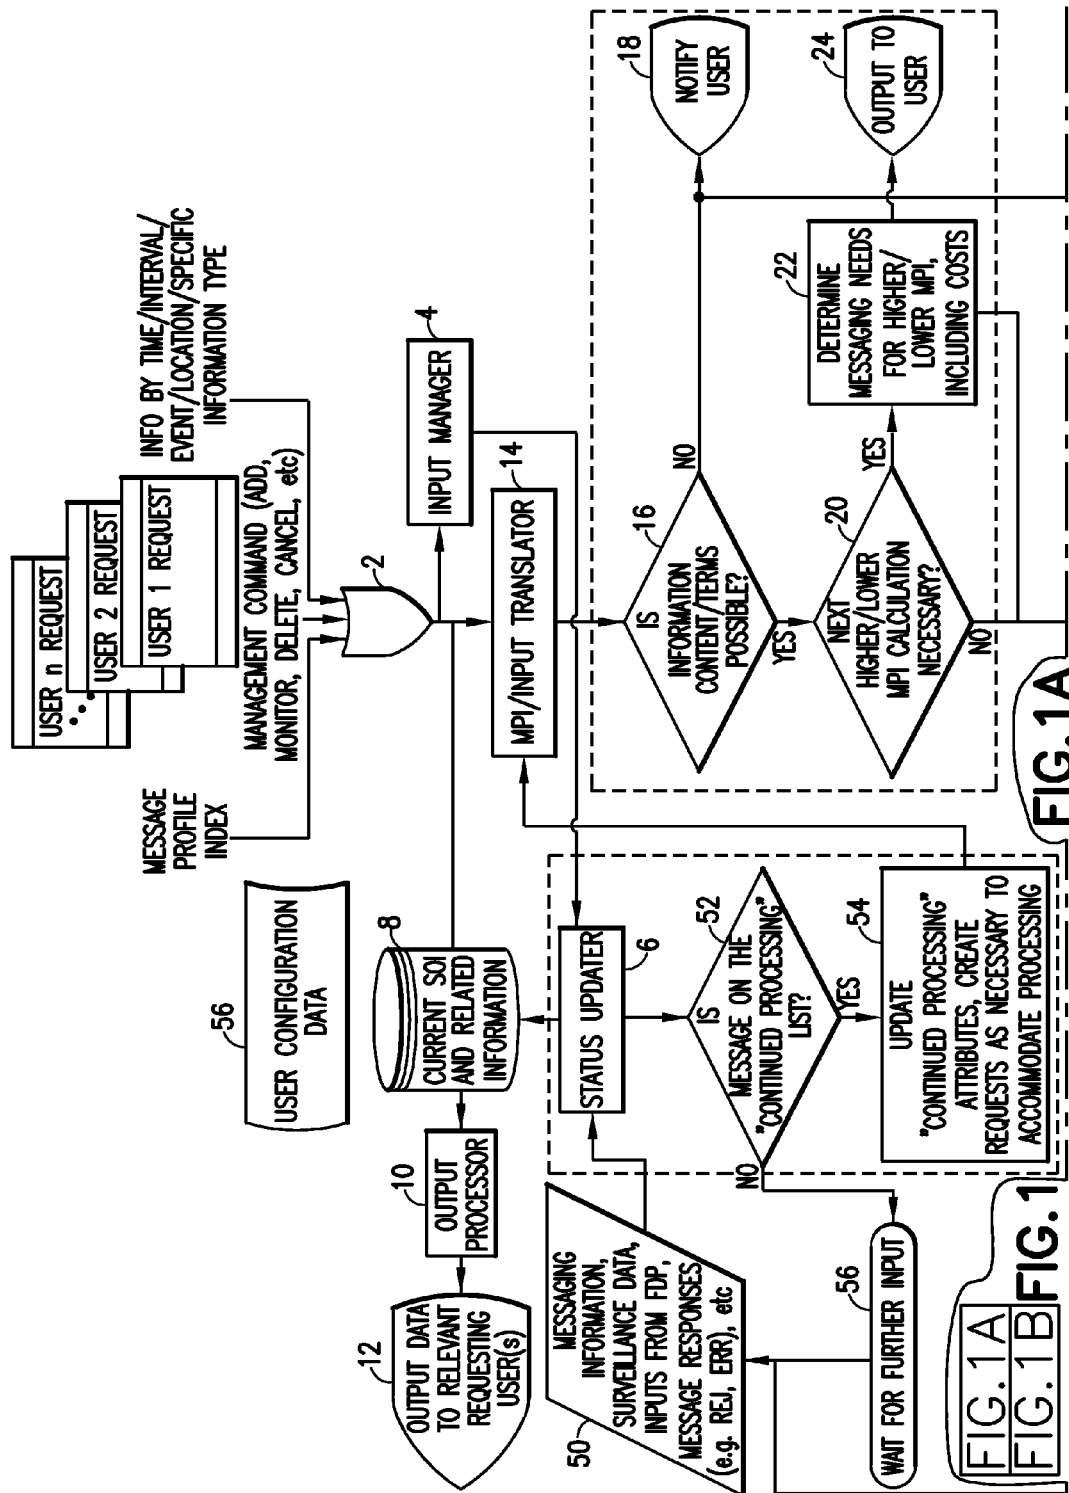 USER n REQUEST
USER 2 REQUEST
USER 1 REQUEST
MESSAGE
PROFILE
INDEX
MANAGEMENT COMMAND (ADD,
MONITOR, DELETE, CANCEL, etc)
INFO BY TIME/INTERVAL/
EVENT/LOCATION/SPECIFIC
INFORMATION TYPE
2
INPUT MANAGER
4
MPI/INPUT TRANSLATOR
14
56
USER CONFIGURATION
DATA
8
CURRENT SOI
AND RELATED
INFORMATION
10
OUTPUT
PROCESSOR
12
OUTPUT DATA
TO RELEVANT
REQUESTING
USER(s)
STATUS UPDATER
6
50
MESSAGING
INFORMATION,
SURVEILLANCE DATA,
INPUTS FROM FDP,
MESSAGE RESPONSES
(e.g. REJ, ERR), etc
52
IS
MESSAGE ON THE
"CONTINUED PROCESSING"
LIST?
NO
YES
54
UPDATE
"CONTINUED PROCESSING"
ATTRIBUTES, CREATE
REQUESTS AS NECESSARY TO
ACCOMMODATE PROCESSING
56
WAIT FOR FURTHER INPUT
16
IS
INFORMATION
CONTENT/TERMS
POSSIBLE?
NO
YES
18
NOTIFY
USER
20
NEXT
HIGHER/LOWER
MPI CALCULATION
NECESSARY?
YES
NO
22
DETERMINE
MESSAGING NEEDS
FOR HIGHER/
LOWER MPI,
INCLUDING COSTS
24
OUTPUT TO
USER
FIG.1A
FIG.1A
FIG.1B
FIG.1